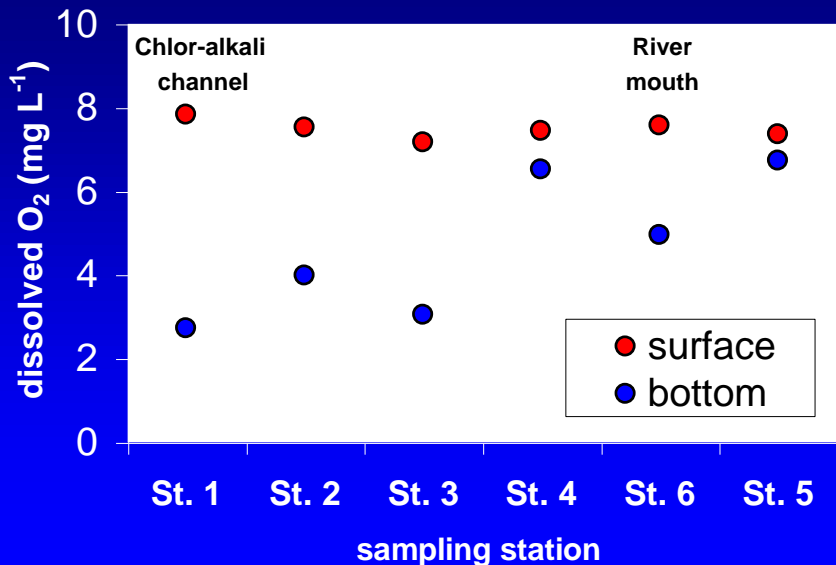 10
8
6
4
2
0
dissolved O₂ (mg L⁻¹)
Chlor-alkali
channel
River
mouth
surface
bottom
St. 1 St. 2 St. 3 St. 4 St. 6 St. 5
sampling station